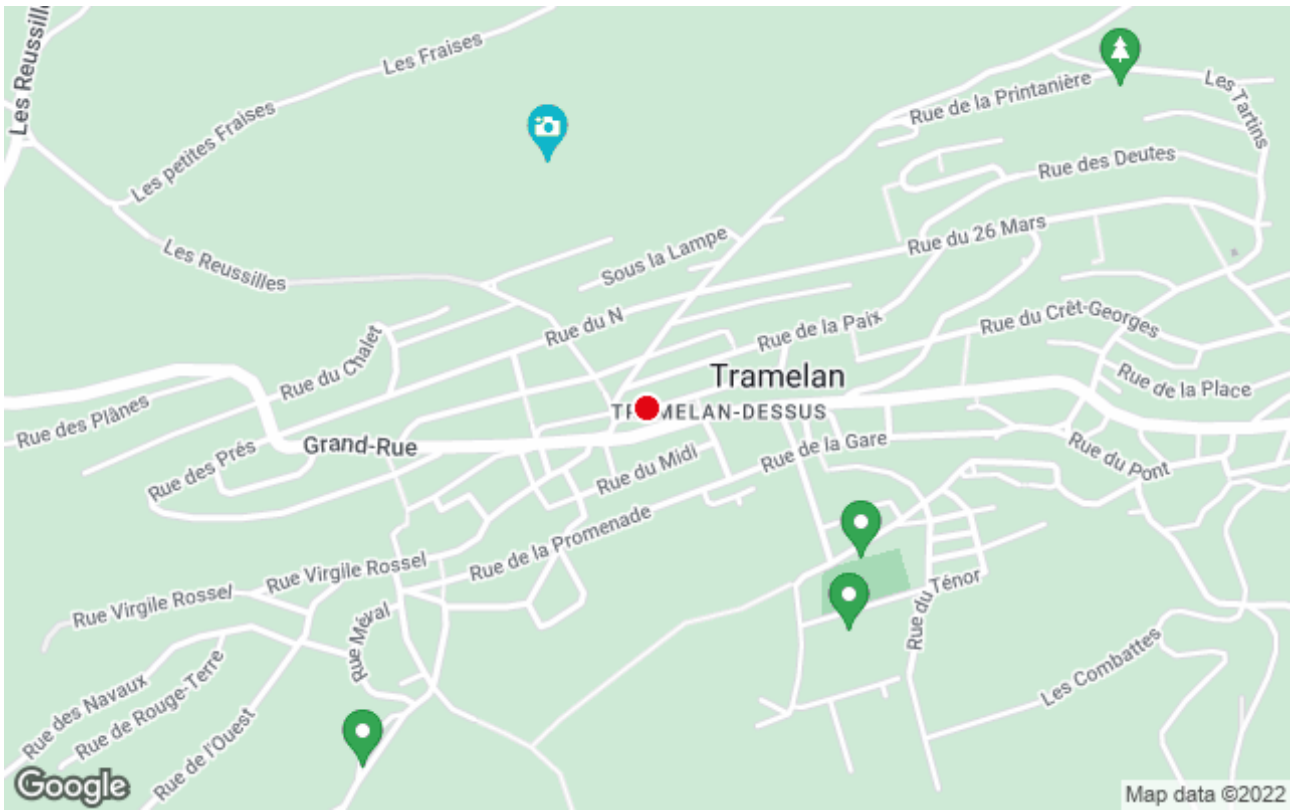 Les Reussilles
Les Fraises
Les petites Fraises
Rue de la Printanière
Les Tartins
Rue des Deutes
Rue du 26 Mars
Les Reussilles
Sous la Lampe
Rue du N
Rue de la Paix
Rue du Crêt-Georges
Rue du Chalet
Tramelan
Rue de la Place
Rue des Plânes
TRAMELAN-DESSUS
Grand-Rue
Rue des Prés
Rue du Midi
Rue de la Gare
Rue du Pont
Rue de la Promenade
Rue Virgile Rossel
Rue Virgile Rossel
Rue du Ténor
Rue Méval
Les Combattes
Rue des Navaux
Rue de Rouge-Terre
Rue de l'Ouest
Google
Map data ©2022